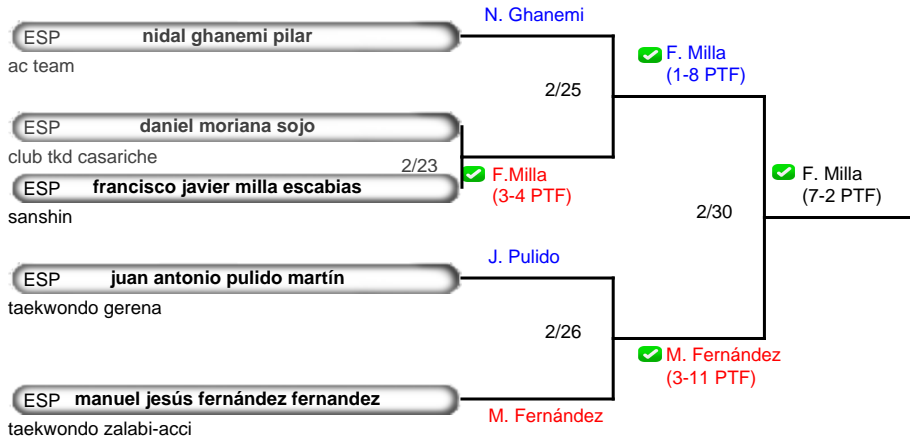 N. Ghanemi
ESP nidal ghanemi pilar
ac team
F. Milla
(1-8 PTF)
2/25
ESP daniel moriana sojo
club tkd casariche
2/23
F.Milla
(3-4 PTF)
ESP francisco javier milla escabias
sanshin
F. Milla
(7-2 PTF)
2/30
J. Pulido
ESP juan antonio pulido martín
taekwondo gerena
2/26
M. Fernández
(3-11 PTF)
ESP manuel jesús fernández fernandez
M. Fernández
taekwondo zalabi-acci